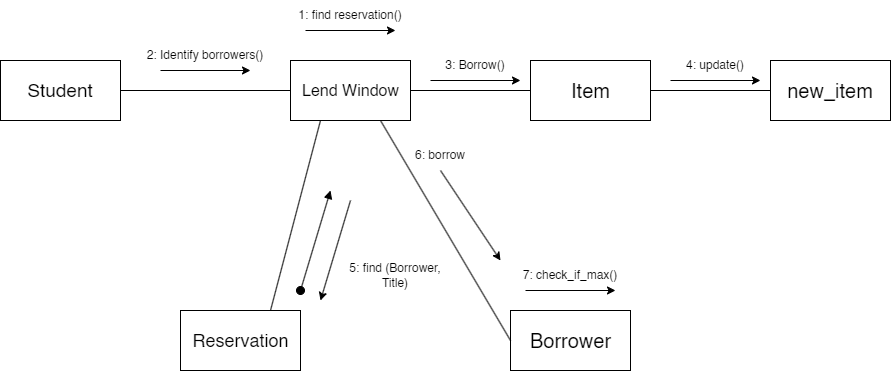 1: find reservation()
2: Identify borrowers()
3: Borrow()
4: update()
Student
Lend Window
Item
new_item
6: borrow
5: find (Borrower,
Title)
7: check_if_max()
Reservation
Borrower